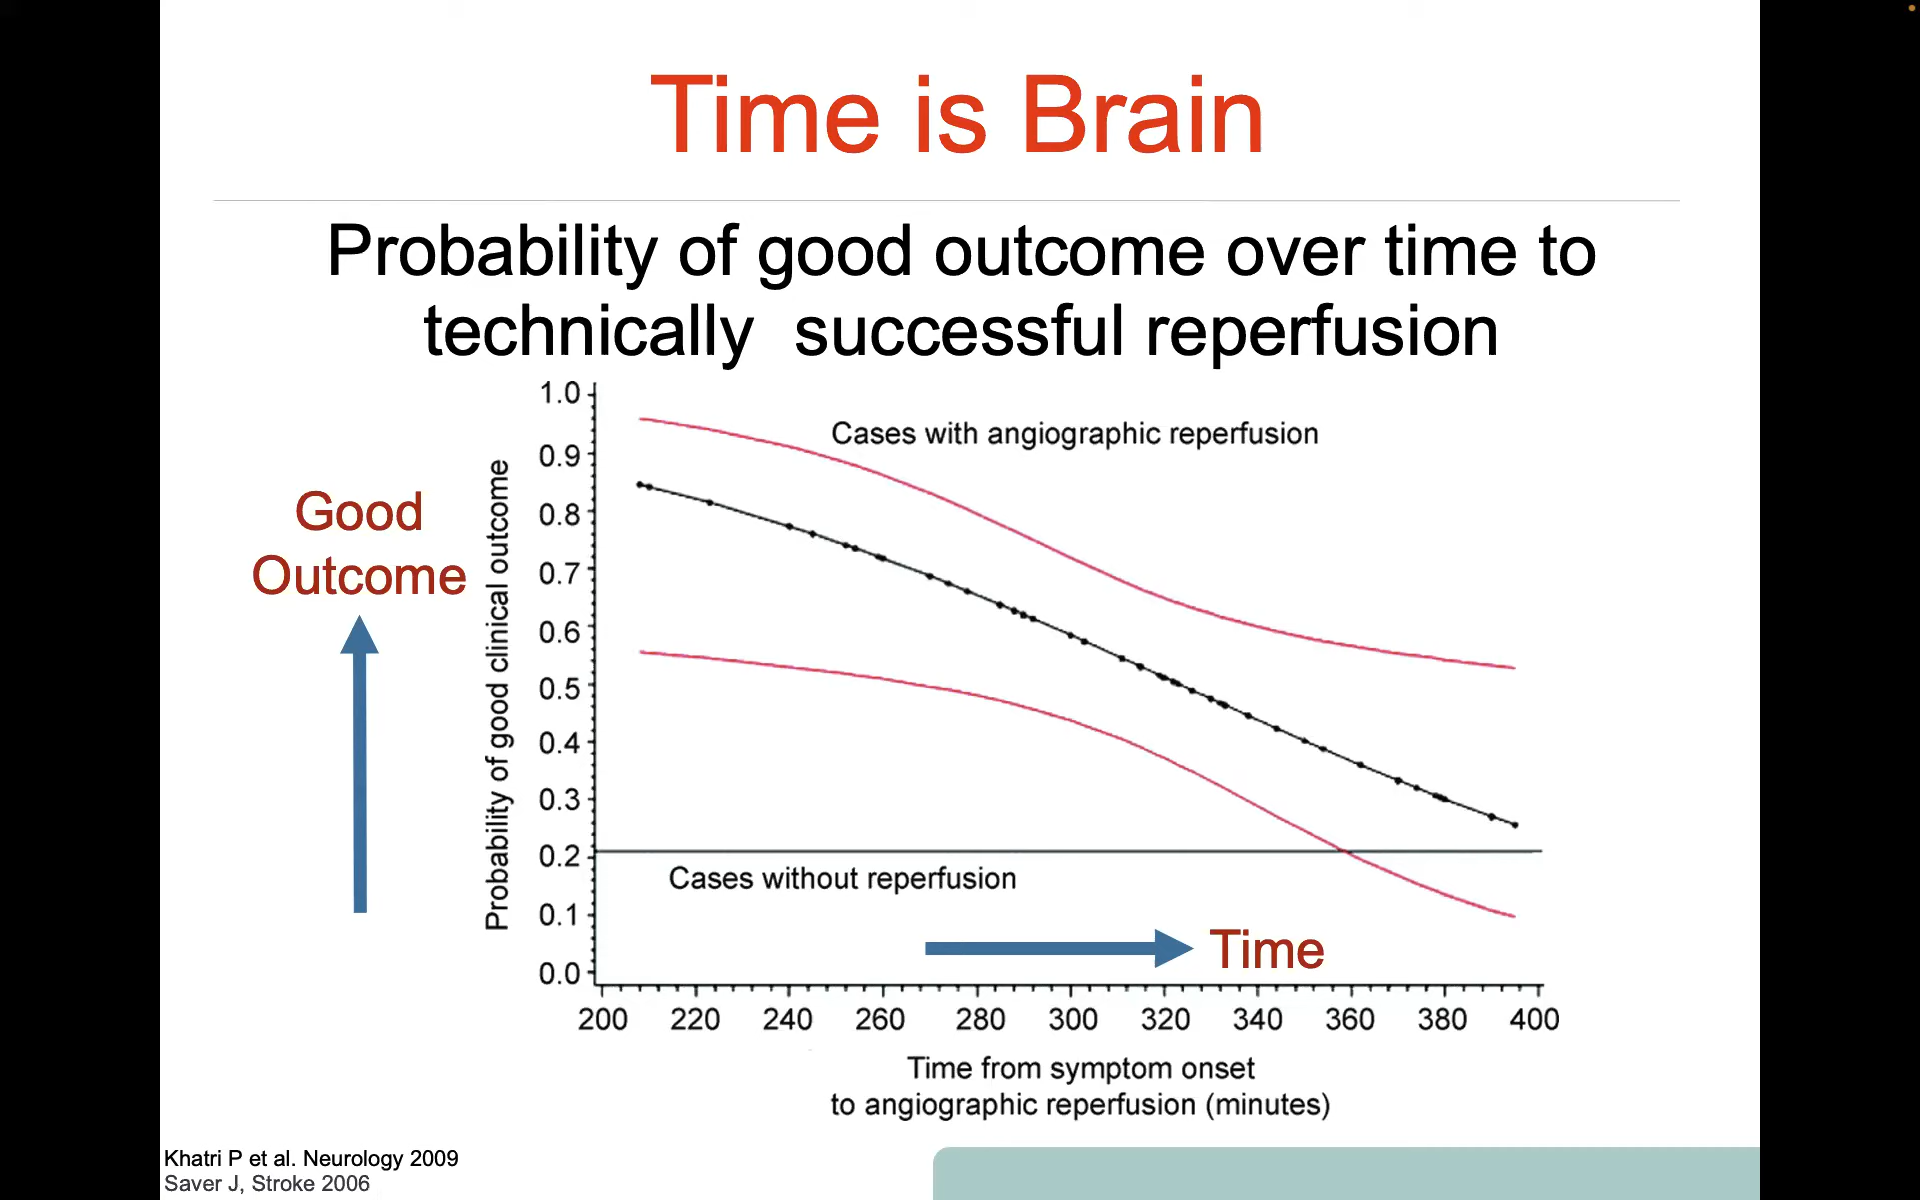 Time is Brain
Probability of good outcome over time to
technically successful reperfusion
Good
Outcome
Probability of good clinical outcome
1.0
0.9
0.8
0.7
0.6
0.5
0.4
0.3
0.2
0.1
0.0
Cases with angiographic reperfusion
Cases without reperfusion
Time
200 220 240 260 280 300 320 340 360 380 400
Time from symptom onset
to angiographic reperfusion (minutes)
Khatri P et al. Neurology 2009
Saver J, Stroke 2006